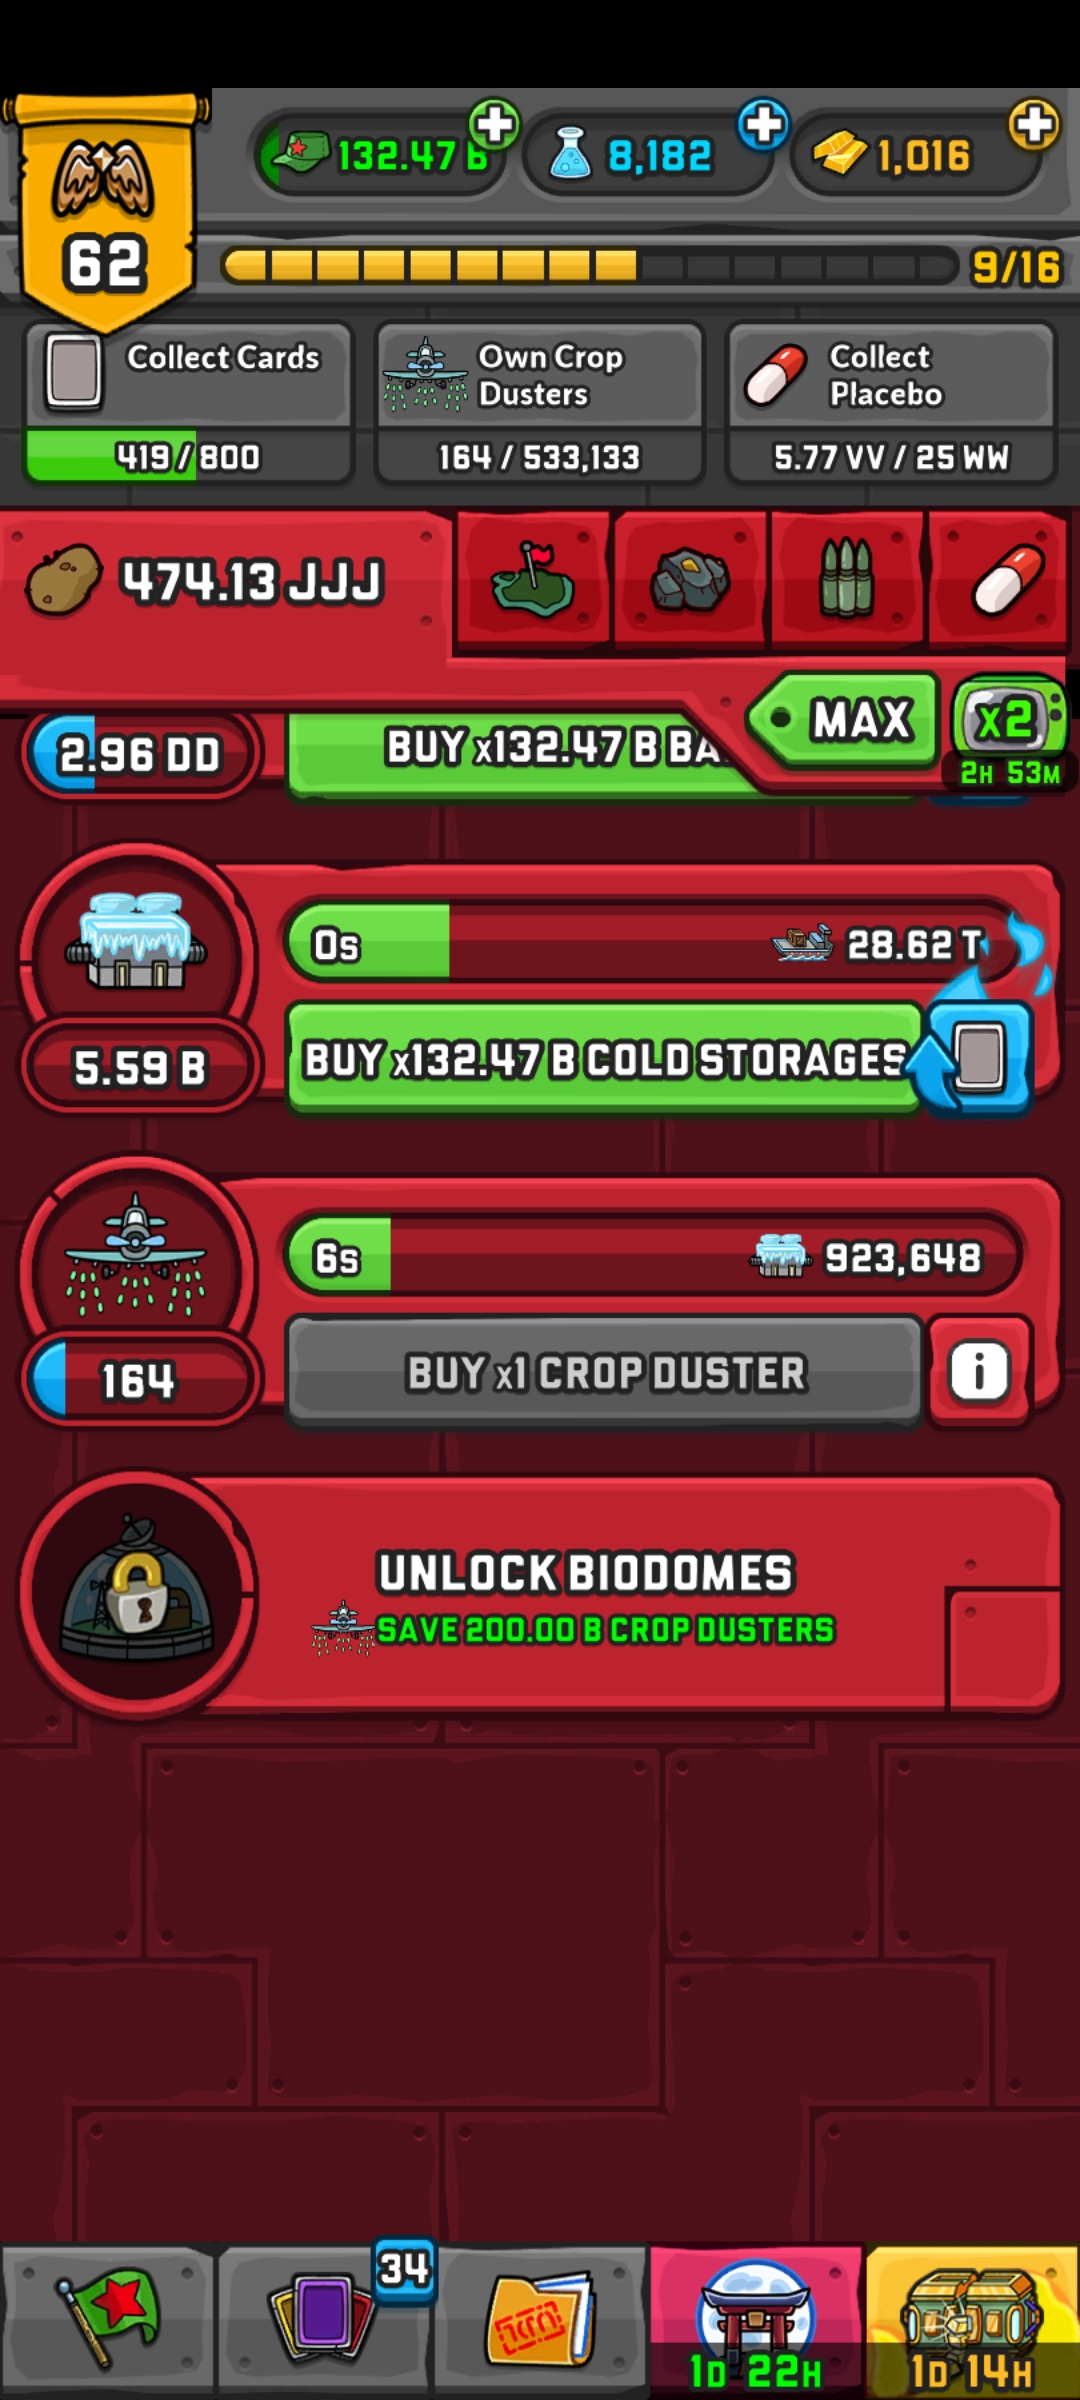 132.47 B
8,182
1,016
62
9/16
Collect Cards
419 / 800
Own Crop
Dusters
164 / 533,133
Collect
Placebo
5.77 VV / 25 WW
474.13 JJJ
MAX
x2
2H 53M
2.96 DD
BUY x132.47 B BA
0s
28.62 T
5.59 B
BUY x132.47 B COLD STORAGES
6s
923,648
164
BUY x1 CROP DUSTER
i
UNLOCK BIODOMES
SAVE 200.00 B CROP DUSTERS
34
1D 22H
1D 14H